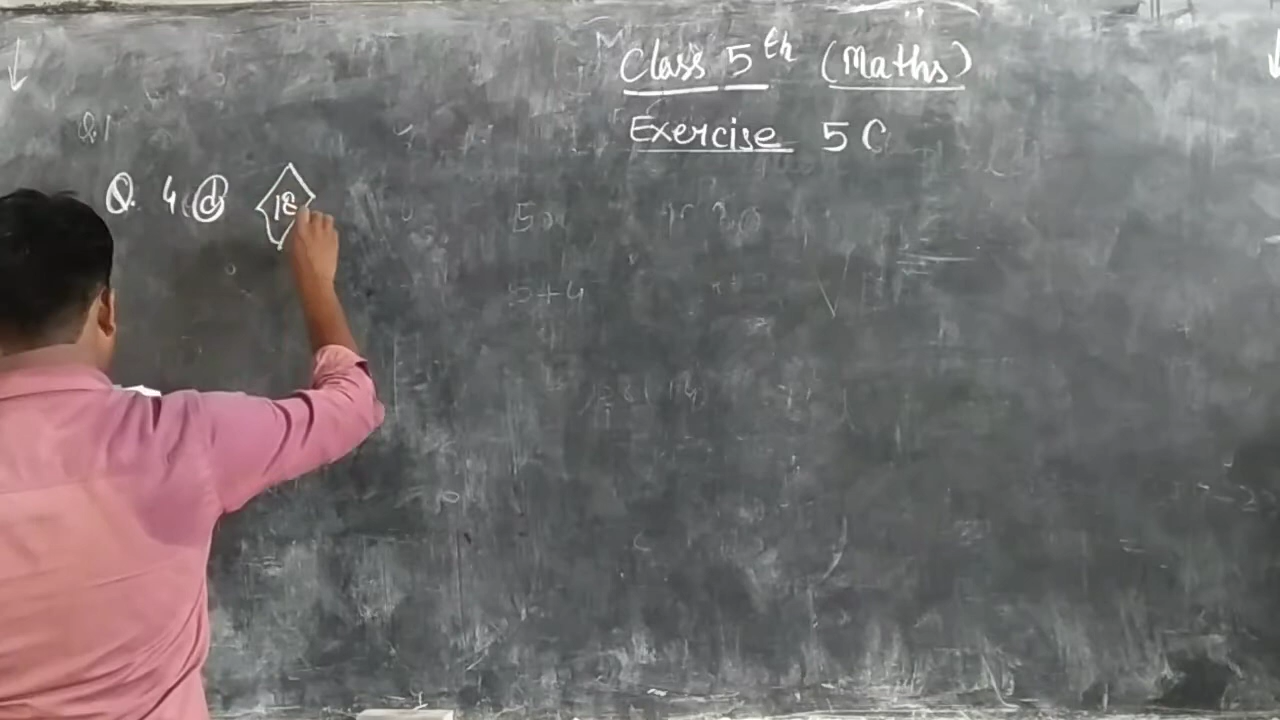 Class 5th (Maths)
Exercise 5C
Q. 4 (d) 18